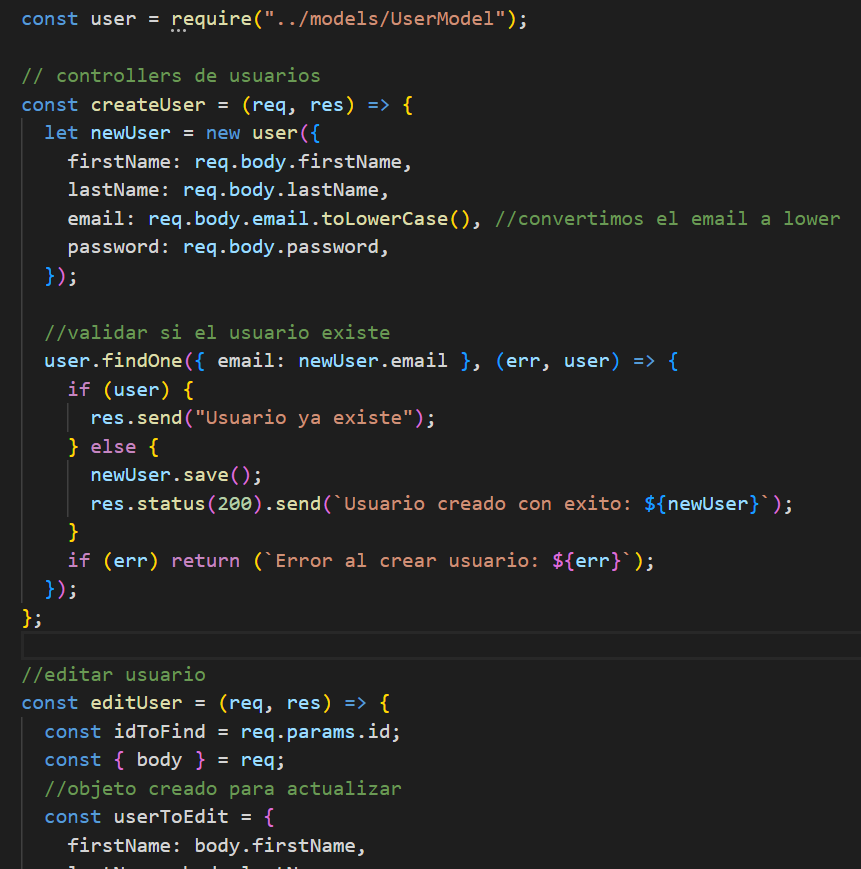 const user = require("../models/UserModel");
// controllers de usuarios
const createUser = (req, res) => {
let newUser = new user({
firstName: req.body.firstName,
lastName: req.body.lastName,
email: req.body.email.toLowerCase(), //convertimos el email a lower
password: req.body.password,
});
//validar si el usuario existe
user.findOne({ email: newUser.email }, (err, user) => {
if (user) {
res.send("Usuario ya existe");
} else {
newUser.save();
res.status(200).send(`Usuario creado con exito: ${newUser}`);
}
if (err) return (`Error al crear usuario: ${err}`);
});
};
//editar usuario
const editUser = (req, res) => {
const idToFind = req.params.id;
const { body } = req;
//objeto creado para actualizar
const userToEdit = {
firstName: body.firstName,